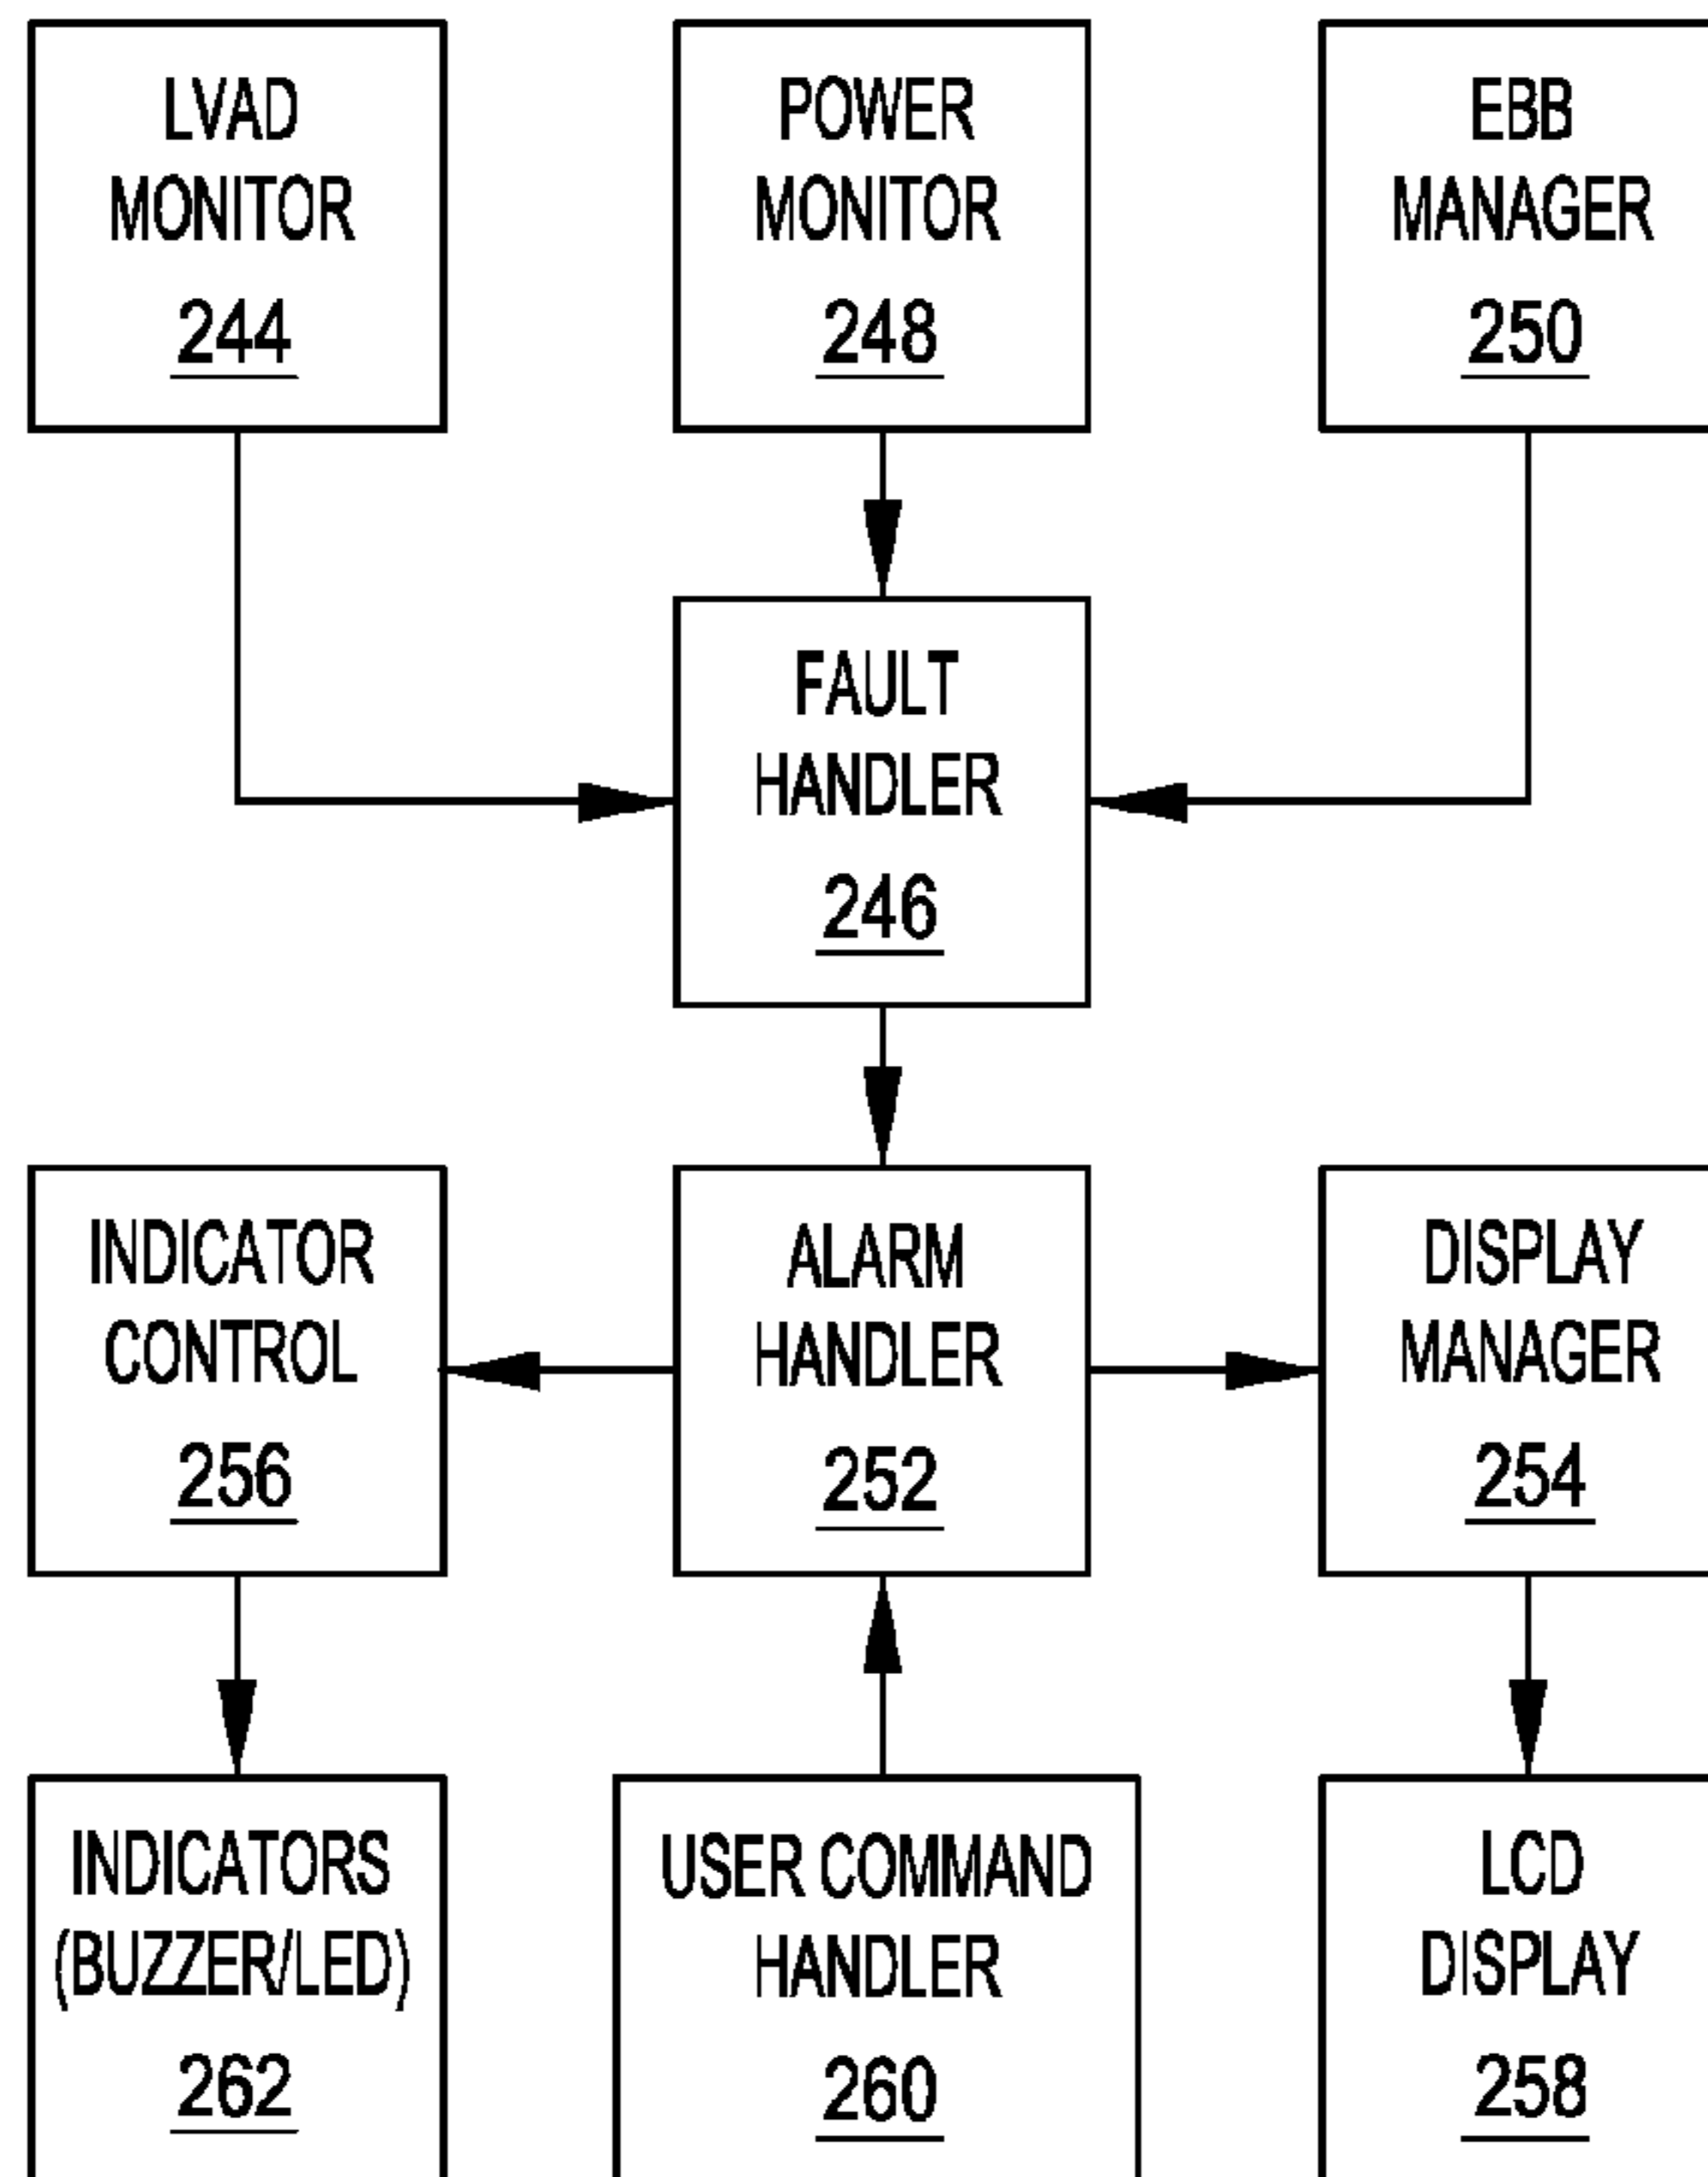 LVAD
MONITOR
244
POWER
MONITOR
248
EBB
MANAGER
250
FAULT
HANDLER
246
INDICATOR
CONTROL
256
ALARM
HANDLER
252
DISPLAY
MANAGER
254
INDICATORS
(BUZZER/LED)
262
USER COMMAND
HANDLER
260
LCD
DISPLAY
258